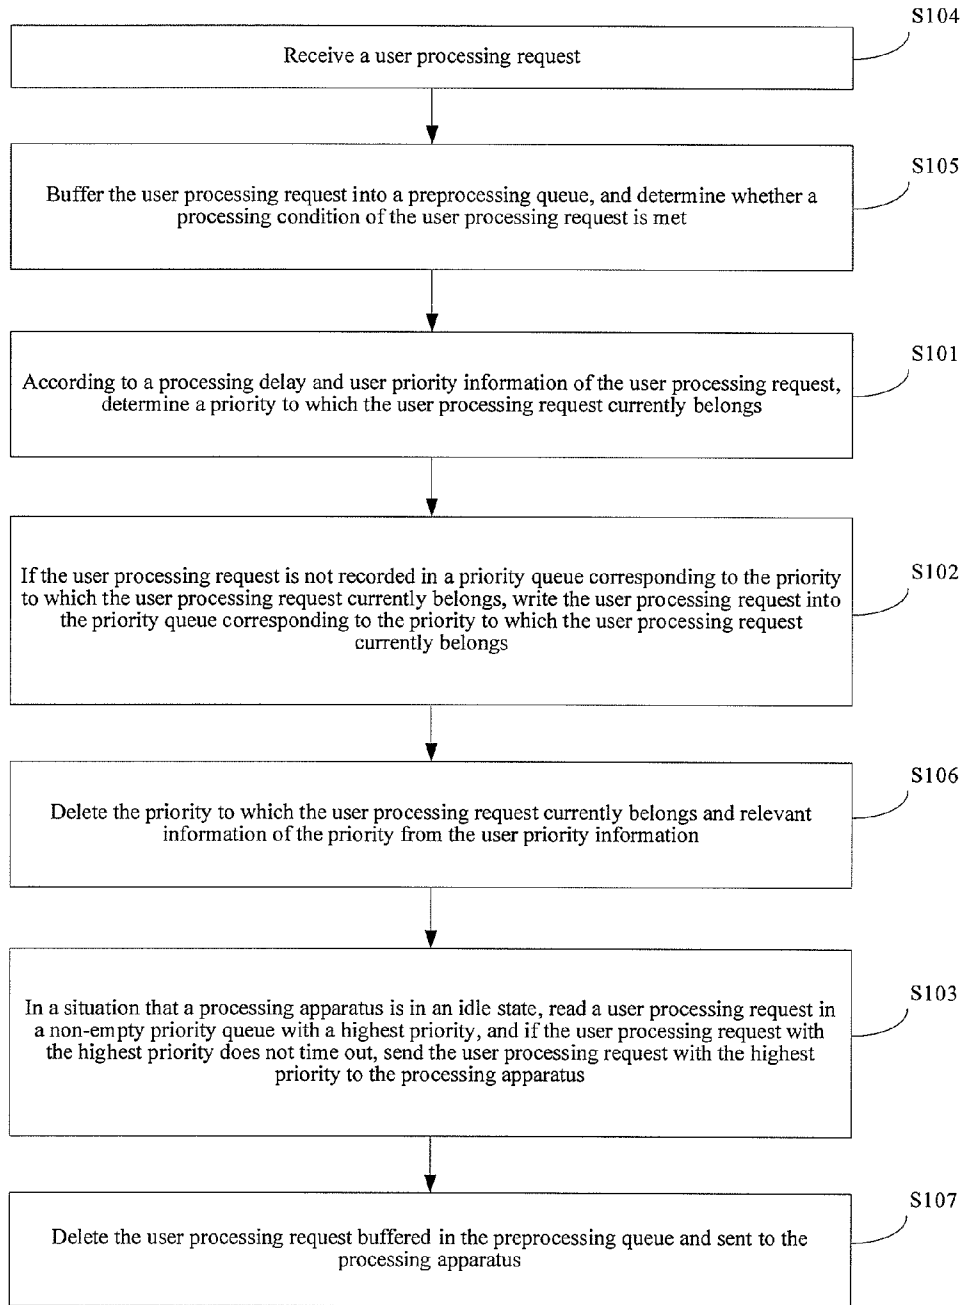 S104
Receive a user processing request
S105
Buffer the user processing request into a preprocessing queue, and determine whether a
processing condition of the user processing request is met
S101
According to a processing delay and user priority information of the user processing request,
determine a priority to which the user processing request currently belongs
S102
If the user processing request is not recorded in a priority queue corresponding to the priority
to which the user processing request currently belongs, write the user processing request into
the priority queue corresponding to the priority to which the user processing request
currently belongs
S106
Delete the priority to which the user processing request currently belongs and relevant
information of the priority from the user priority information
S103
In a situation that a processing apparatus is in an idle state, read a user processing request in
a non-empty priority queue with a highest priority, and if the user processing request with
the highest priority does not time out, send the user processing request with the highest
priority to the processing apparatus
S107
Delete the user processing request buffered in the preprocessing queue and sent to the
processing apparatus